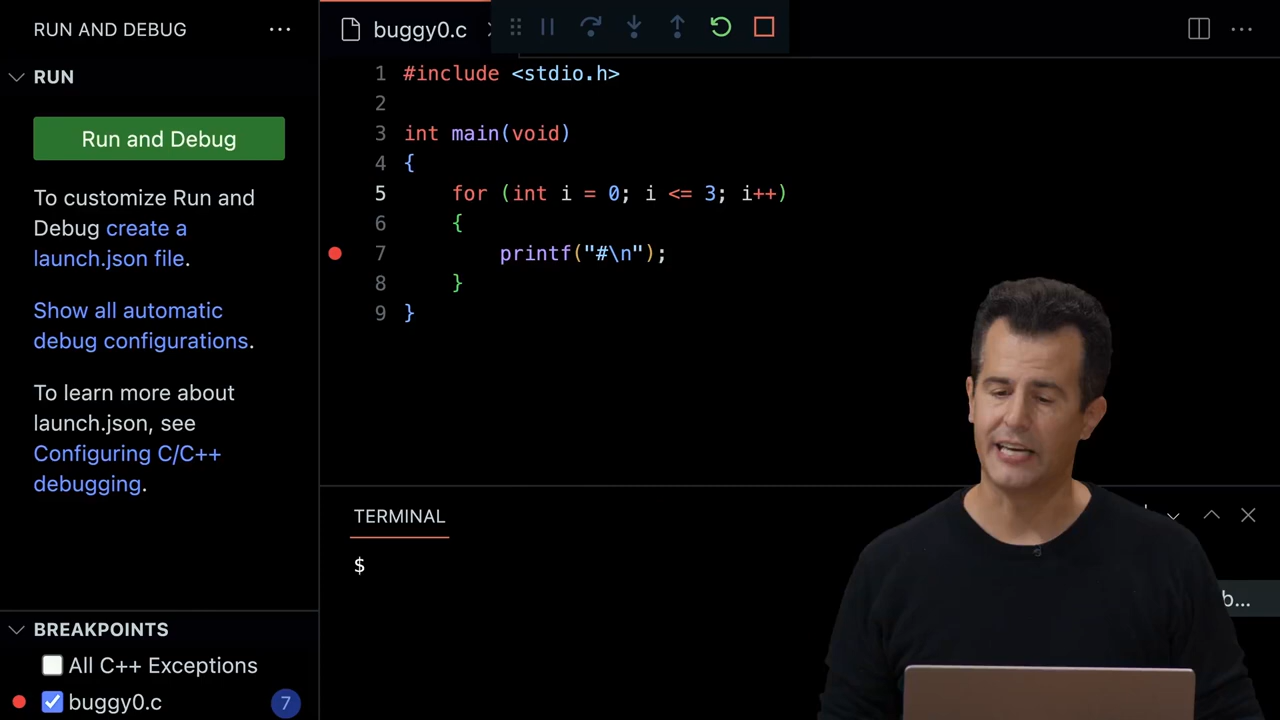 RUN AND DEBUG
RUN
Run and Debug
To customize Run and
Debug create a
launch.json file.
Show all automatic
debug configurations.
To learn more about
launch.json, see
Configuring C/C++
debugging.
BREAKPOINTS
All C++ Exceptions
buggy0.c
7
buggy0.c
1 #include <stdio.h>
2
3 int main(void)
4 {
5 for (int i = 0; i <= 3; i++)
6 {
7 printf("#\n");
8 }
9 }
TERMINAL
$
b...